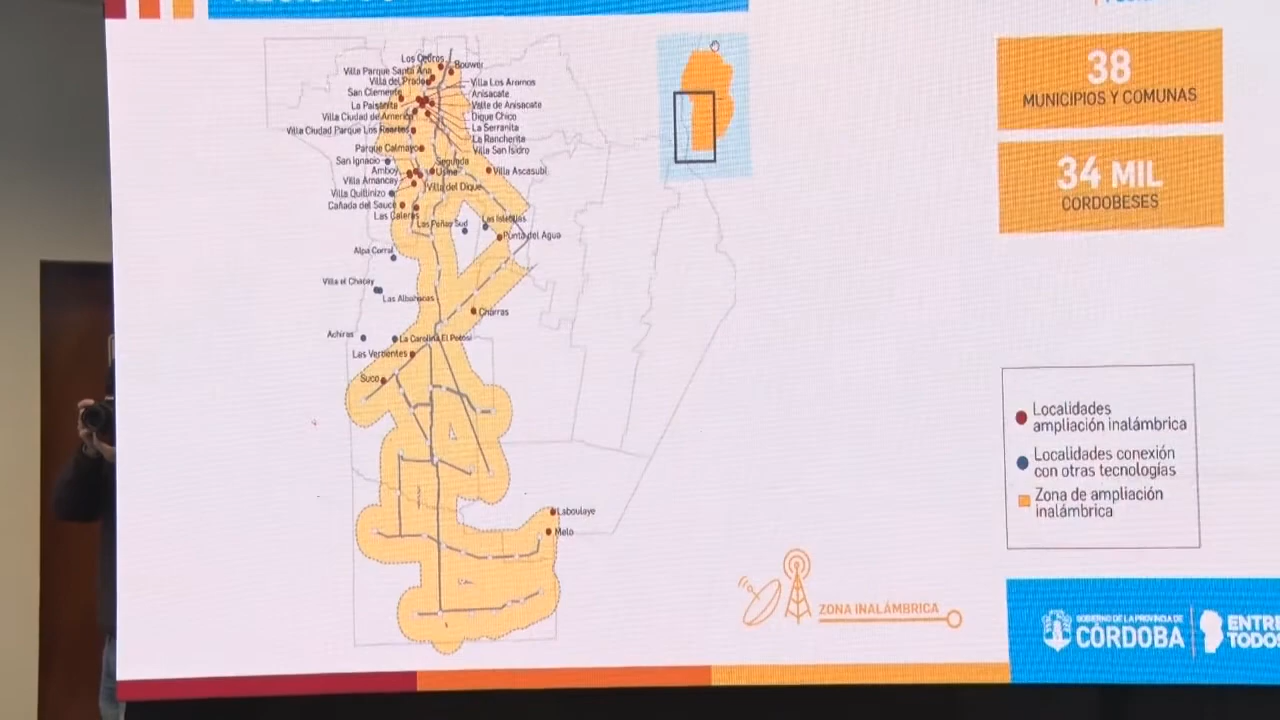 38
MUNICIPIOS Y COMUNAS
34 MIL
CORDOBESES
Los Cedros
Bouwer
Villa Parque Santa Ana
Villa del Prado
Villa Los Aromos
San Clemente
Anisacate
La Paisanita
Valle de Anisacate
Villa Ciudad de America
Dique Chico
Villa Ciudad Parque Los Reartes
La Serranita
La Rancherita
Parque Calmayo
Villa San Isidro
San Ignacio
Segunda
Usina
Amboy
Villa Ascasubi
Villa Amancay
Villa del Dique
Villa Quillinzo
Cañada del Sauce
Las Caleras
Las Peñas Sud
Las Isletillas
Punta del Agua
Alpa Corral
Villa el Chacay
Las Albahacas
Charras
Achiras
La Carolina El Potosí
Las Vertientes
Suco
Laboulaye
Melo
Localidades
ampliación inalámbrica
Localidades conexión
con otras tecnologías
Zona de ampliación
inalámbrica
ZONA INALÁMBRICA
GOBIERNO DE LA PROVINCIA DE
CÓRDOBA
ENTRE
TODOS